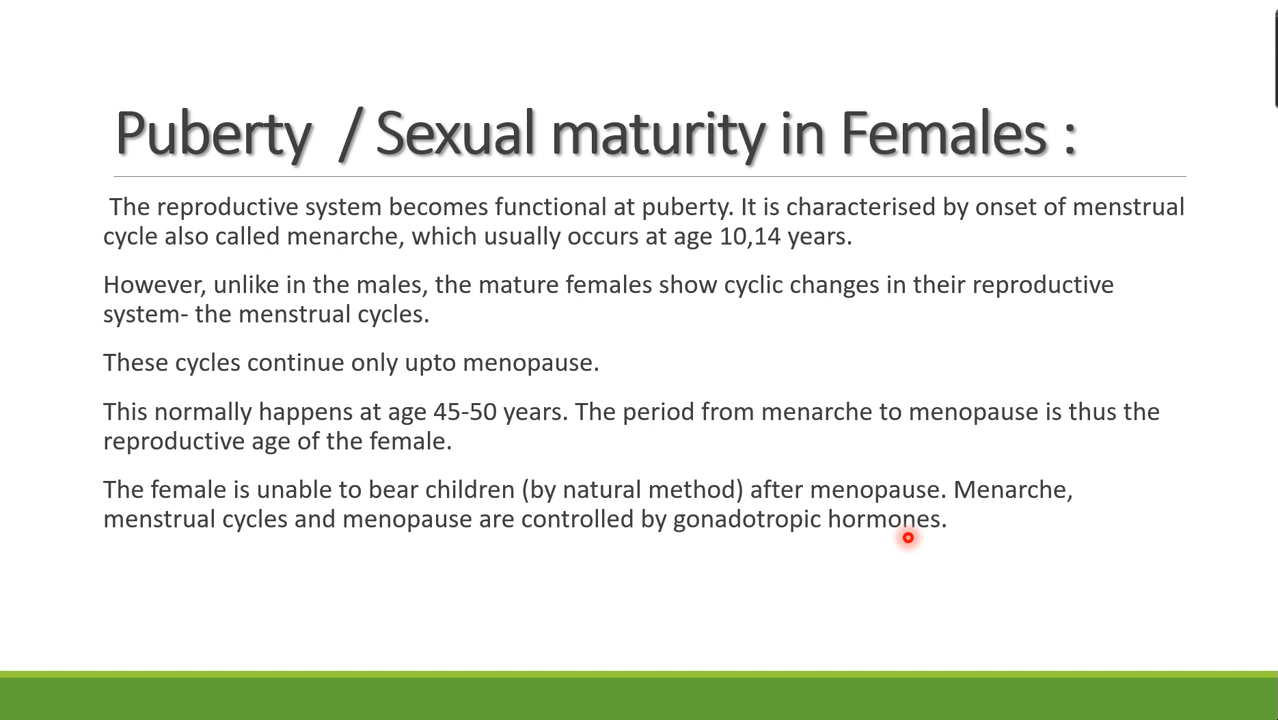 Puberty / Sexual maturity in Females :
The reproductive system becomes functional at puberty. It is characterised by onset of menstrual
cycle also called menarche, which usually occurs at age 10,14 years.
However, unlike in the males, the mature females show cyclic changes in their reproductive
system- the menstrual cycles.
These cycles continue only upto menopause.
This normally happens at age 45-50 years. The period from menarche to menopause is thus the
reproductive age of the female.
The female is unable to bear children (by natural method) after menopause. Menarche,
menstrual cycles and menopause are controlled by gonadotropic hormones.